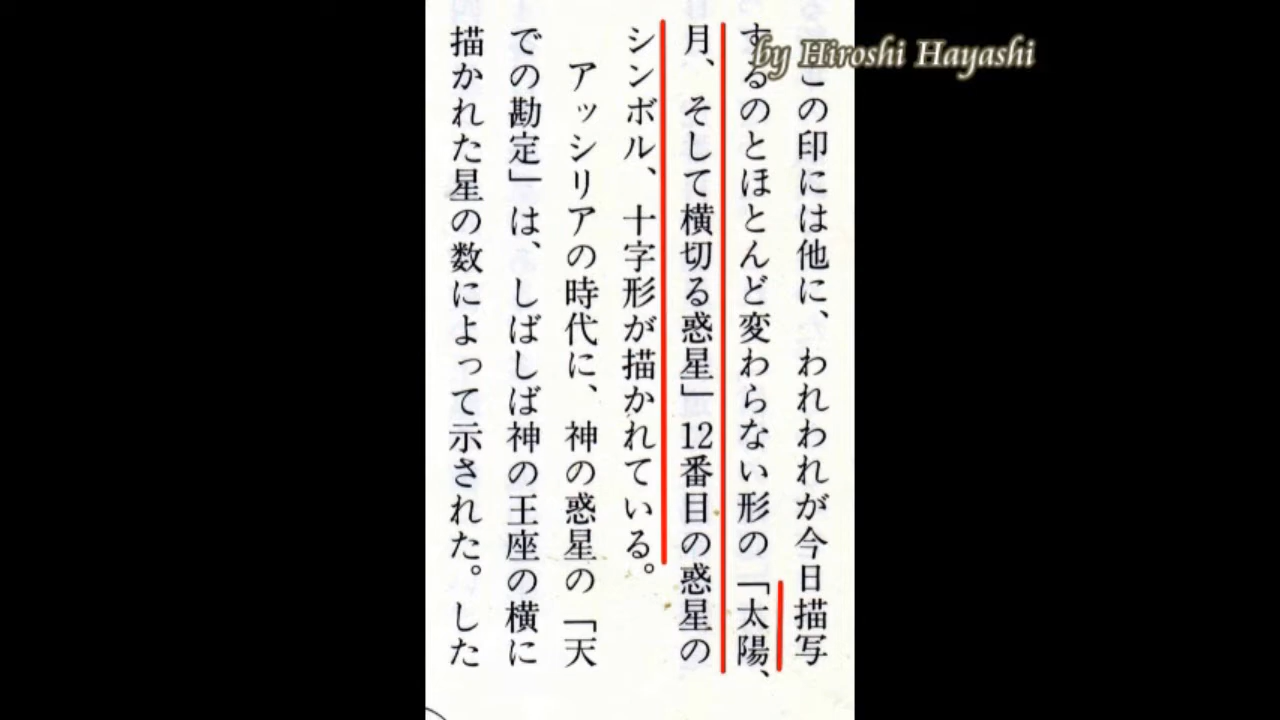 by Hiroshi Hayashi
この印には他に、われわれが今日描写
するのとほとんど変わらない形の「太陽、
月、そして横切る惑星」12番目の惑星の
シンボル、十字形が描かれている。
アッシリアの時代に、神の惑星の「天
での勘定」は、しばしば神の王座の横に
描かれた星の数によって示された。した